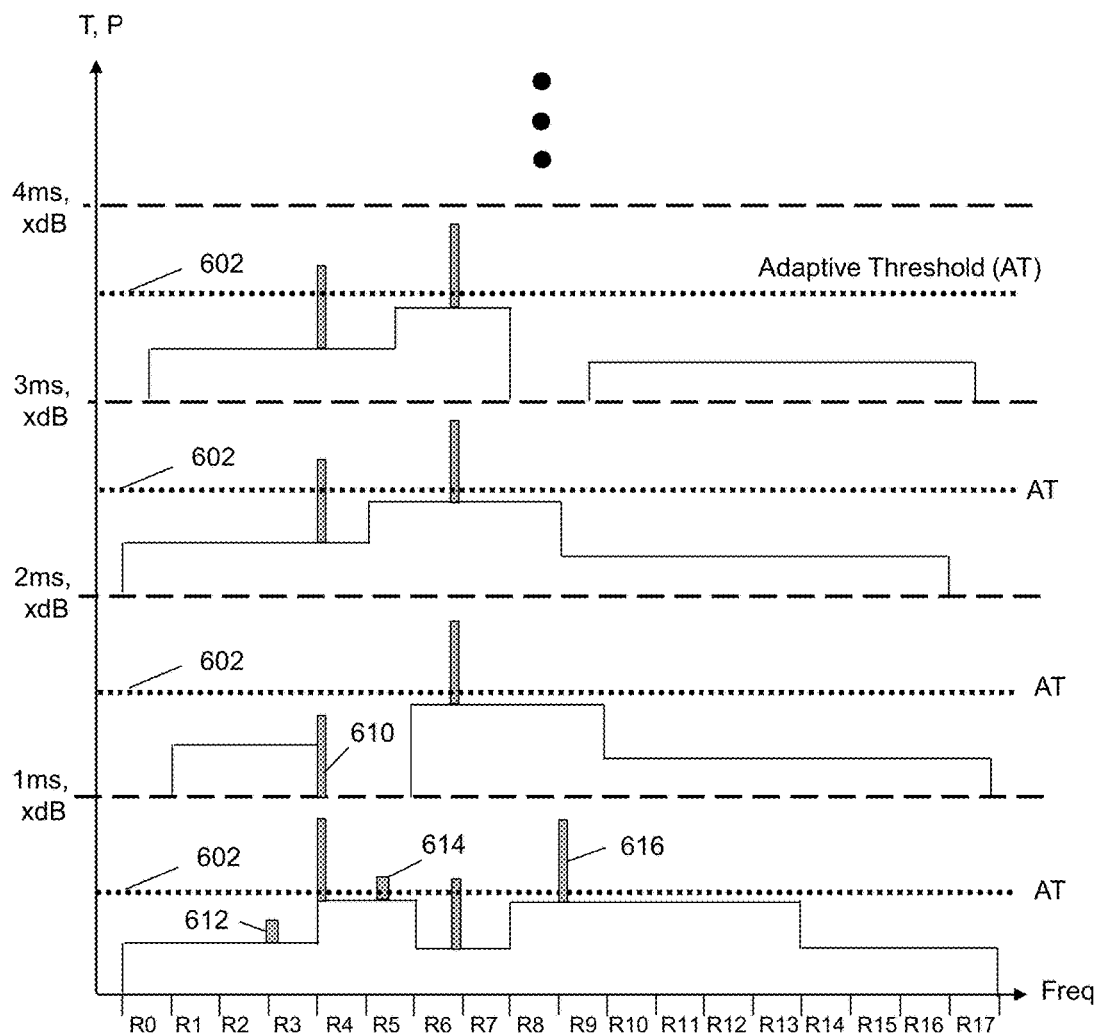 T, P
4ms,
xdB
602
Adaptive Threshold (AT)
3ms,
xdB
602
AT
2ms,
xdB
602
AT
610
1ms,
xdB
602
614
616
AT
612
Freq
R0 R1 R2 R3 R4 R5 R6 R7 R8 R9 R10 R11 R12 R13 R14 R15 R16 R17